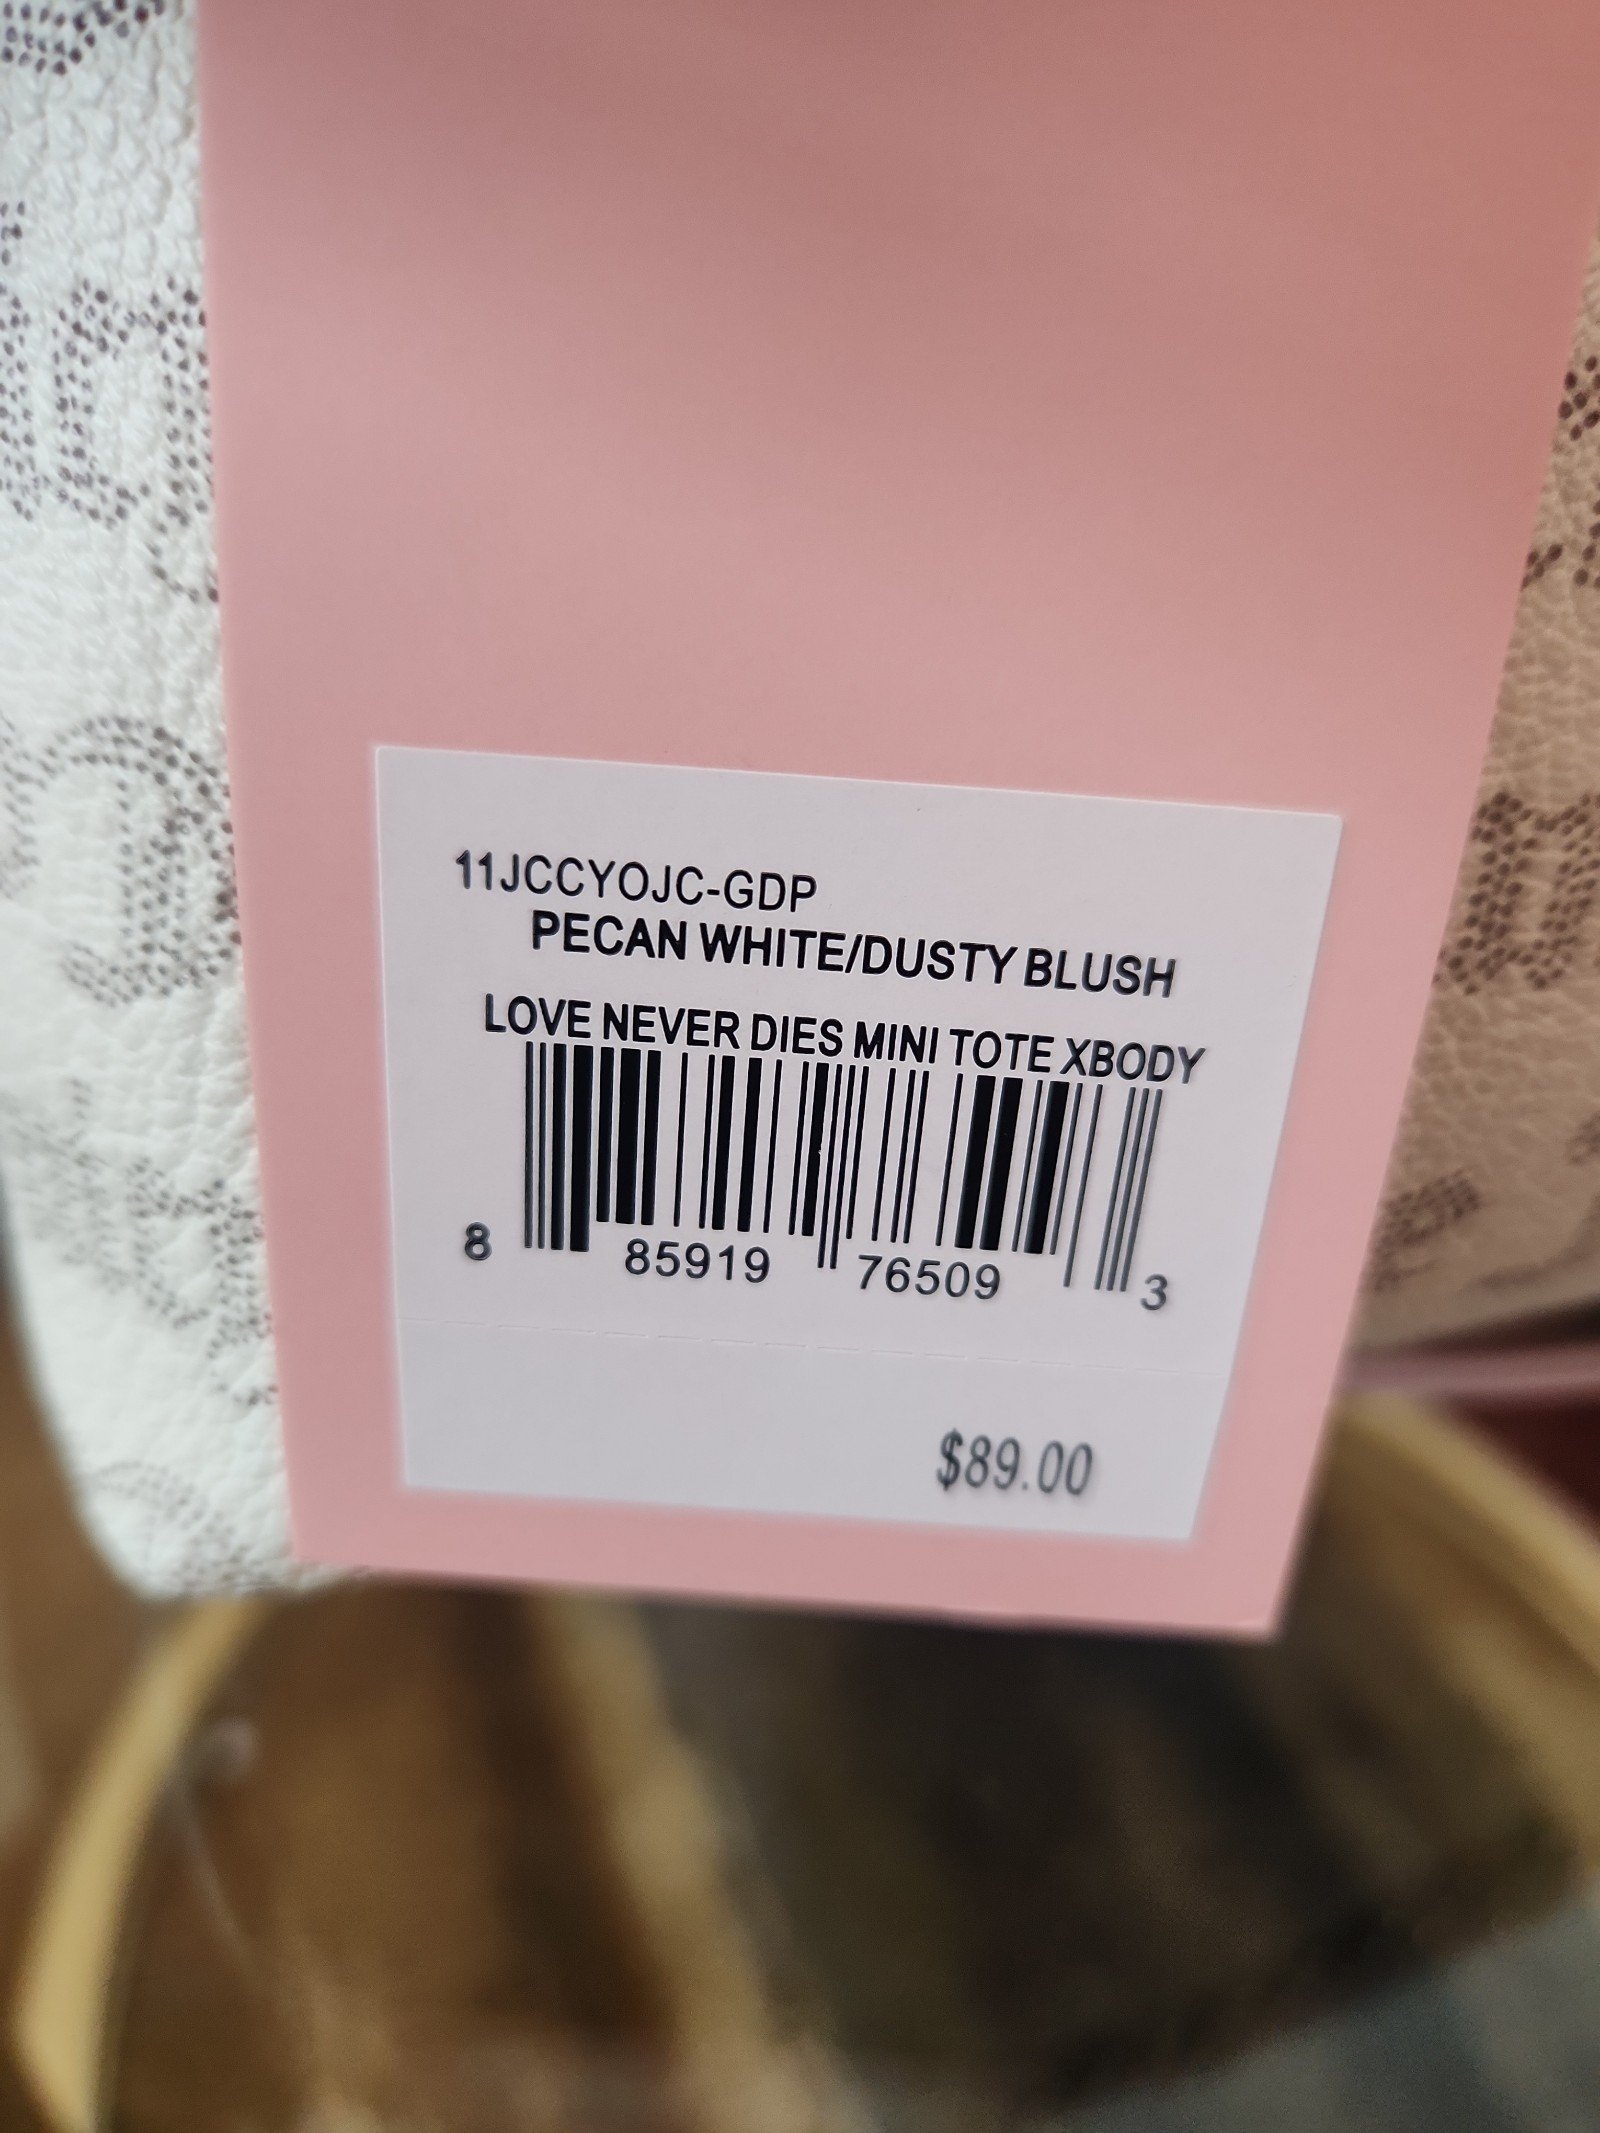 11JCCYOJC-GDP
PECAN WHITE/DUSTY BLUSH
LOVE NEVER DIES MINI TOTE XBODY
8 85919 76509 3
$89.00